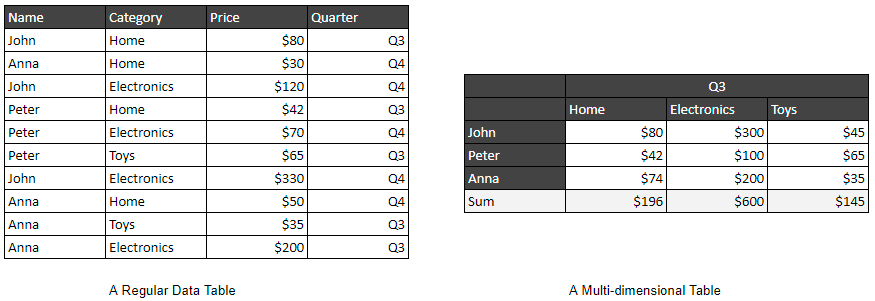 Name Category Price Quarter
John Home $80 Q3
Anna Home $30 Q4
John Electronics $120 Q4
Peter Home $42 Q3
Peter Electronics $70 Q4
Peter Toys $65 Q3
John Electronics $330 Q4
Anna Home $50 Q4
Anna Toys $35 Q3
Anna Electronics $200 Q3
A Regular Data Table
Q3
Home Electronics Toys
John $80 $300 $45
Peter $42 $100 $65
Anna $74 $200 $35
Sum $196 $600 $145
A Multi-dimensional Table